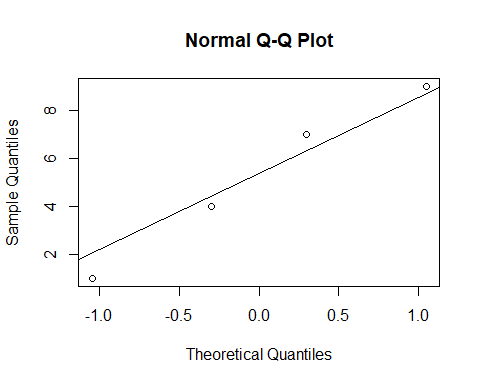 Normal Q-Q Plot
Sample Quantiles
8
6
4
2
-1.0 -0.5 0.0 0.5 1.0
Theoretical Quantiles